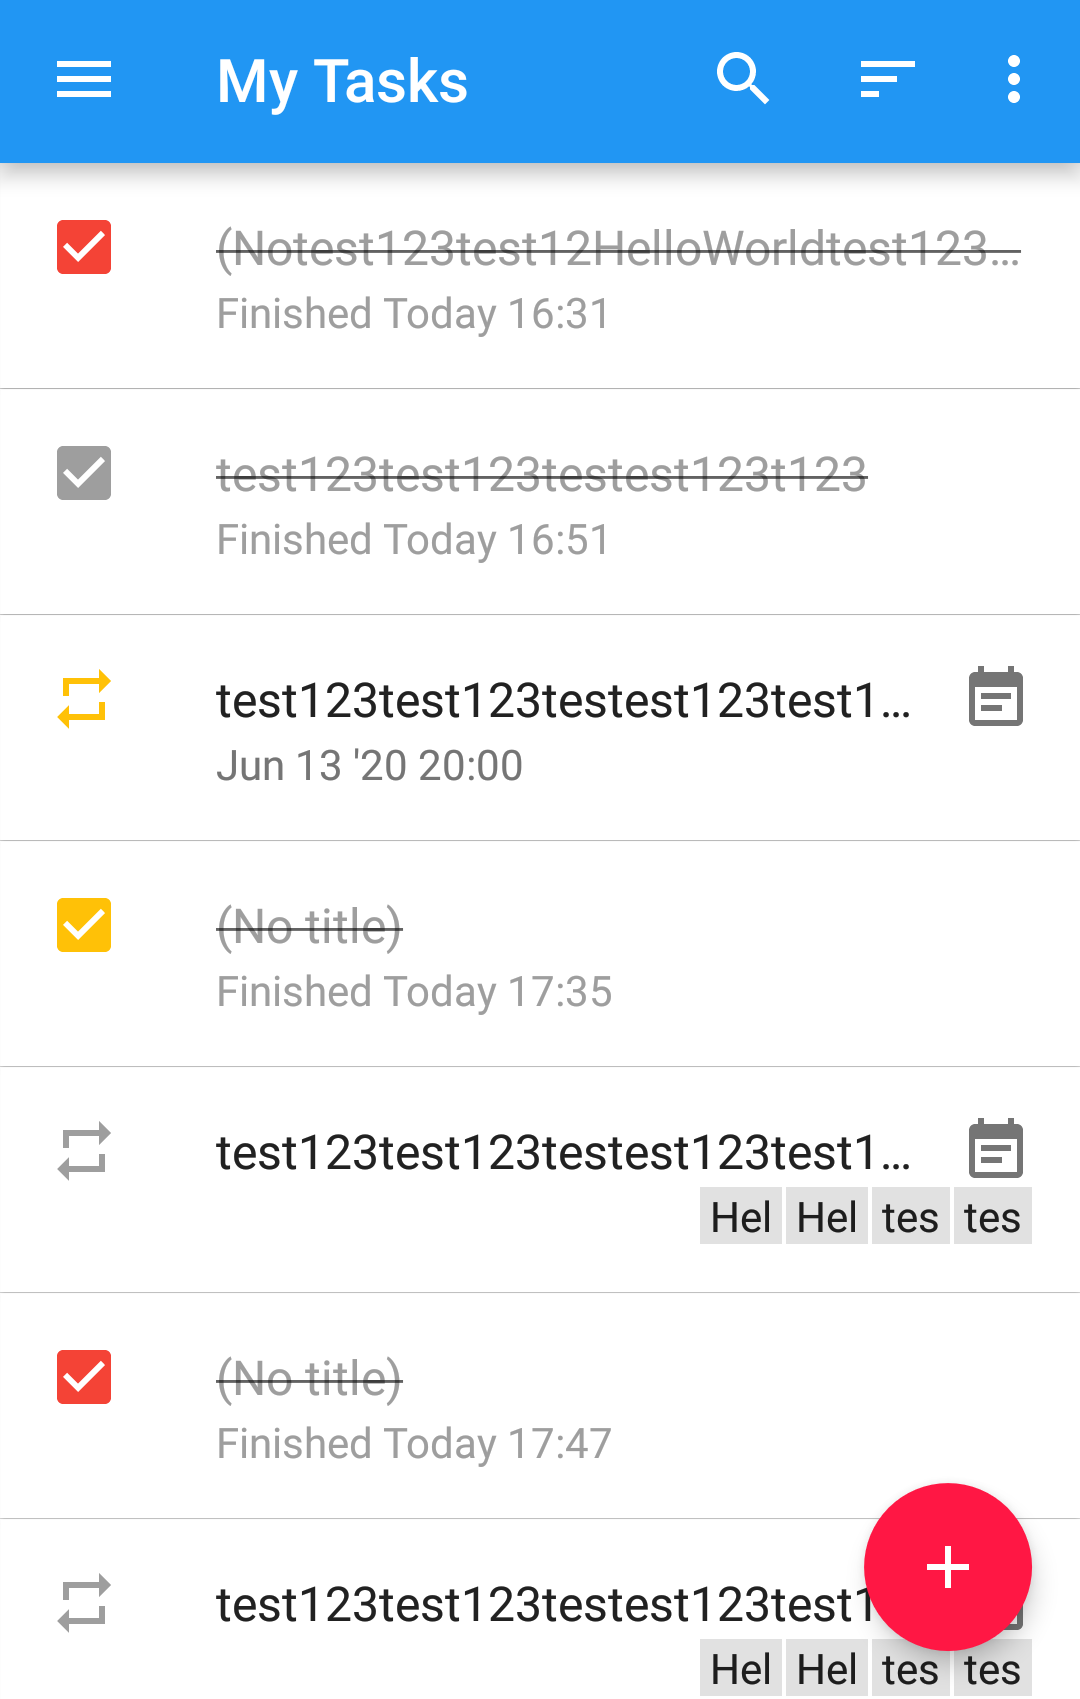 My Tasks
(Notest123test12HelloWorldtest123...
Finished Today 16:31
test123test123testest123t123
Finished Today 16:51
test123test123testest123test1...
Jun 13 '20 20:00
(No title)
Finished Today 17:35
test123test123testest123test1...
Hel Hel tes tes
(No title)
Finished Today 17:47
test123test123testest123test1
Hel Hel tes tes